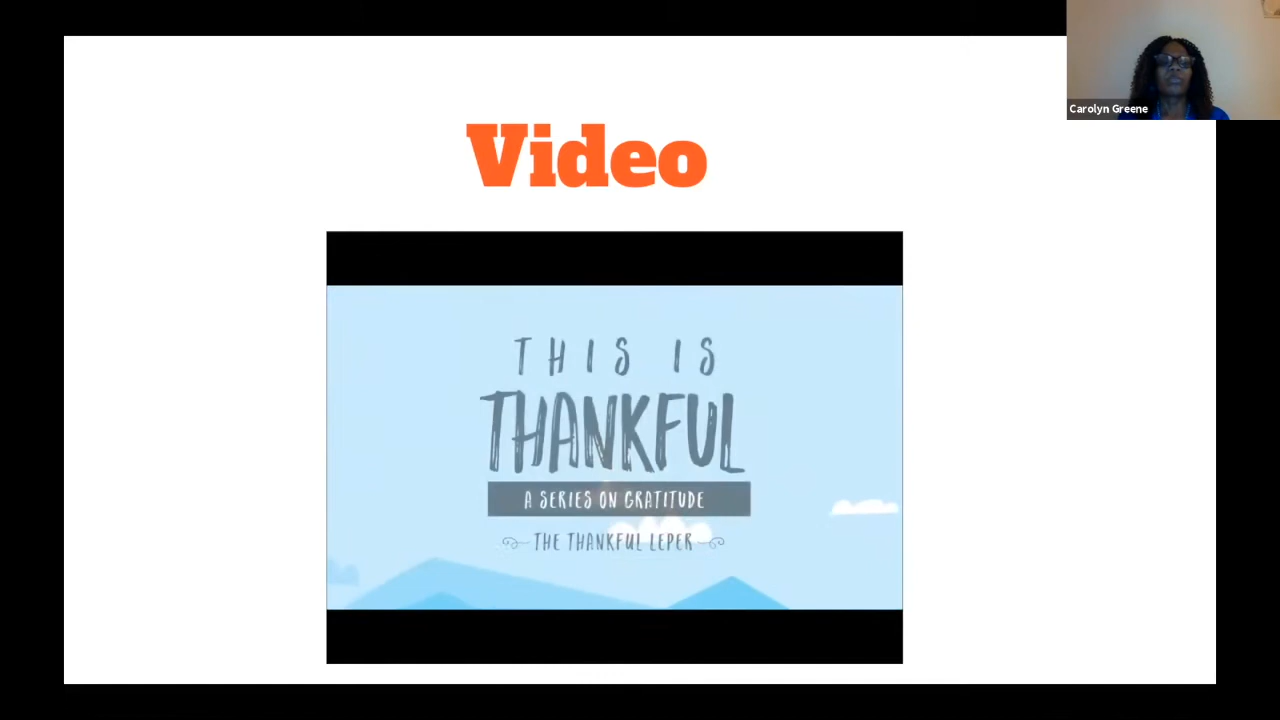 Video
Carolyn Greene
THIS IS
THANKFUL
A SERIES ON GRATITUDE
THE THANKFUL LEPER